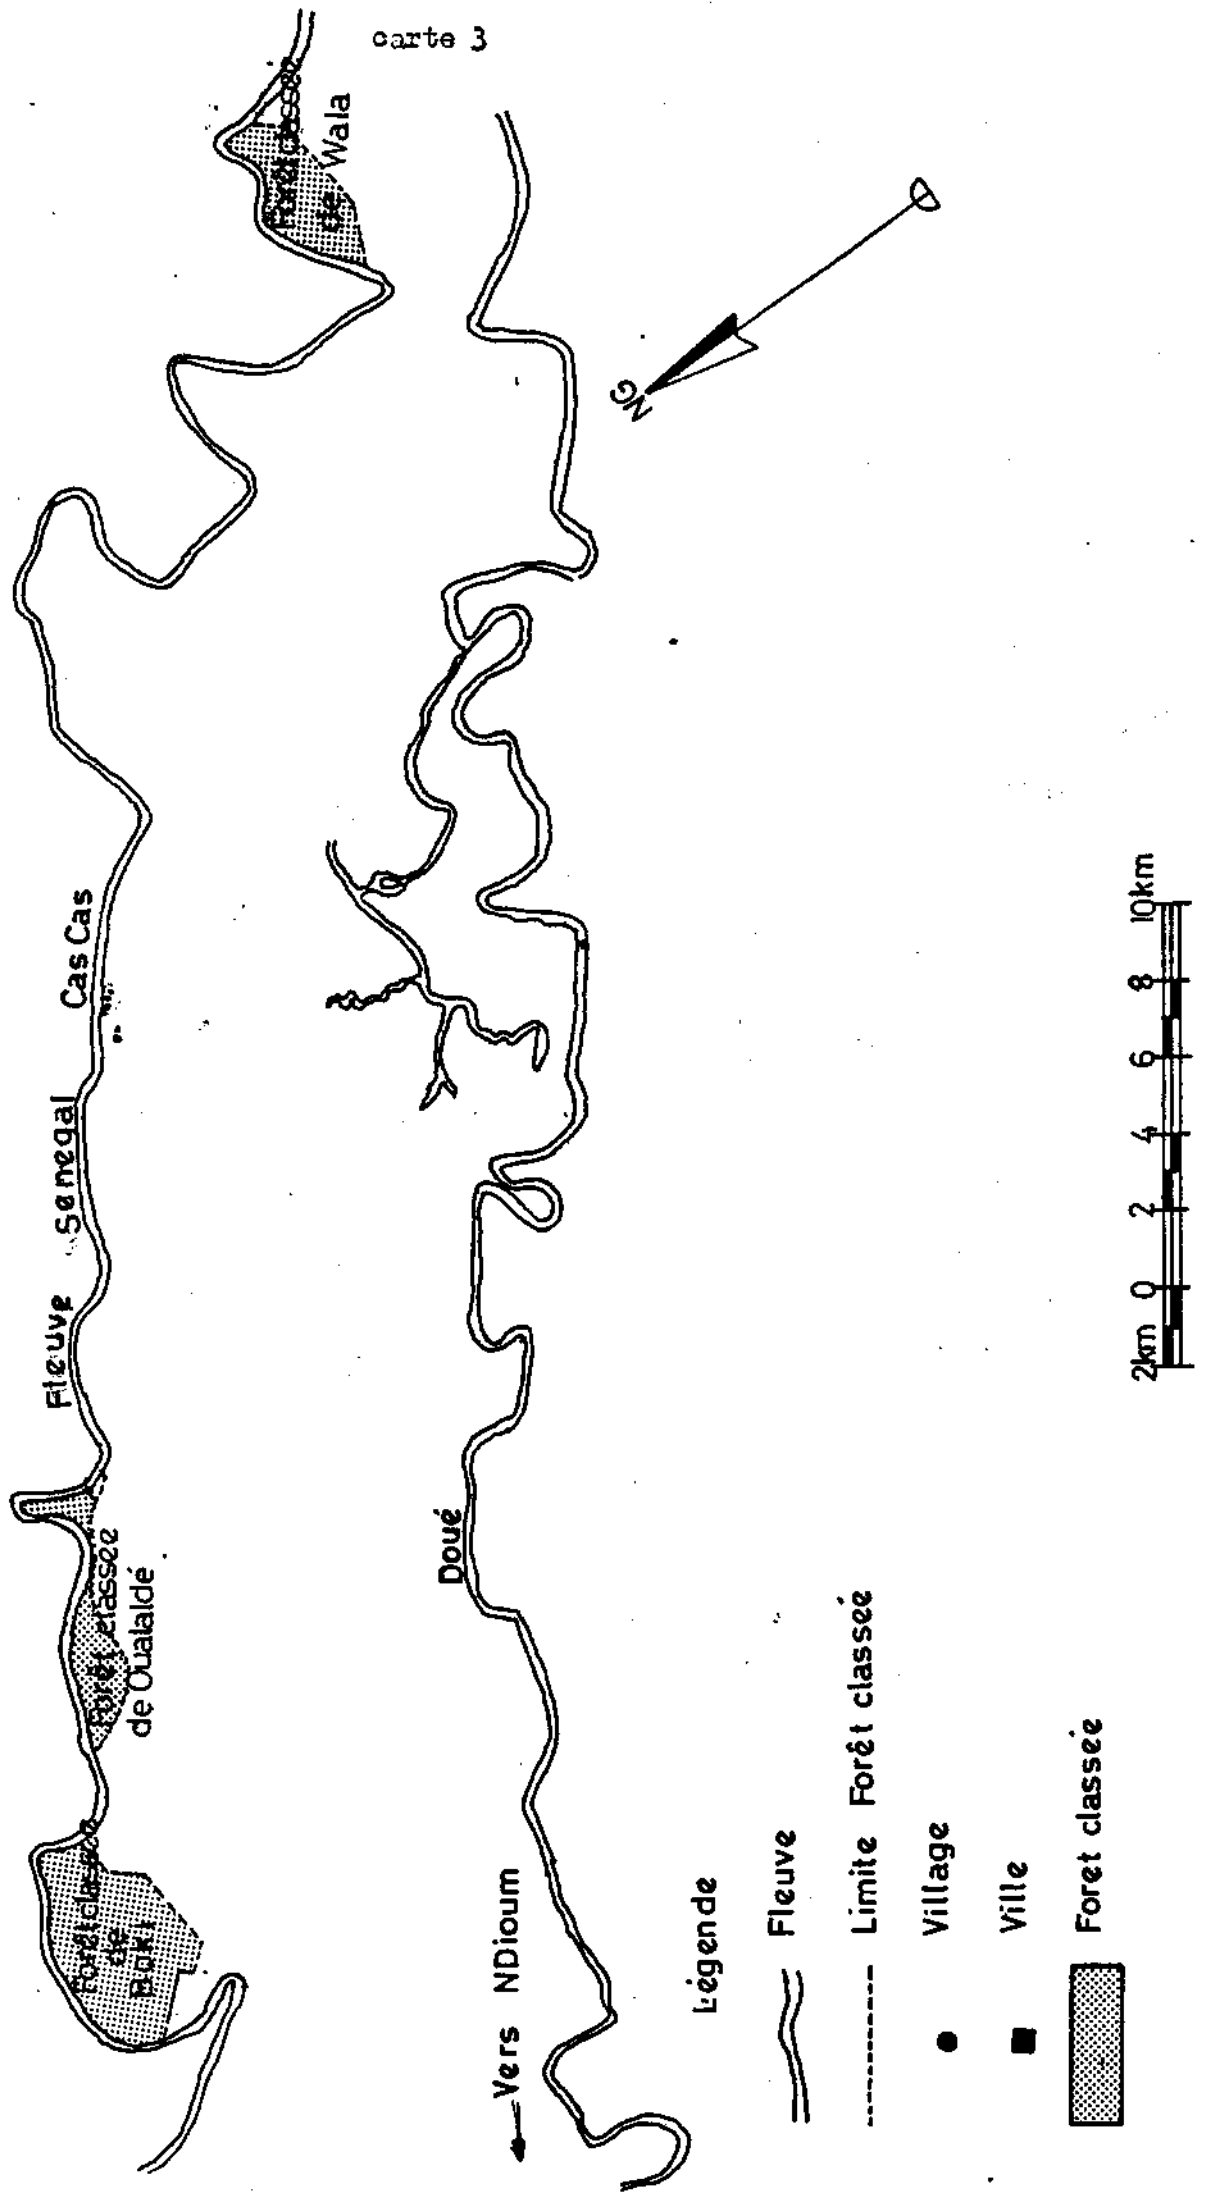 carte 3
Forêt classée
de
Wala
NG
Cas Cas
Fleuve Senegal
Forêt classée
de Oualaldé
Forêt classée
de
Boki
Doué
Vers NDioum
Légende
Fleuve
Limite Forêt classée
Village
Ville
Foret classée
2km 0 2 4 6 8 10km